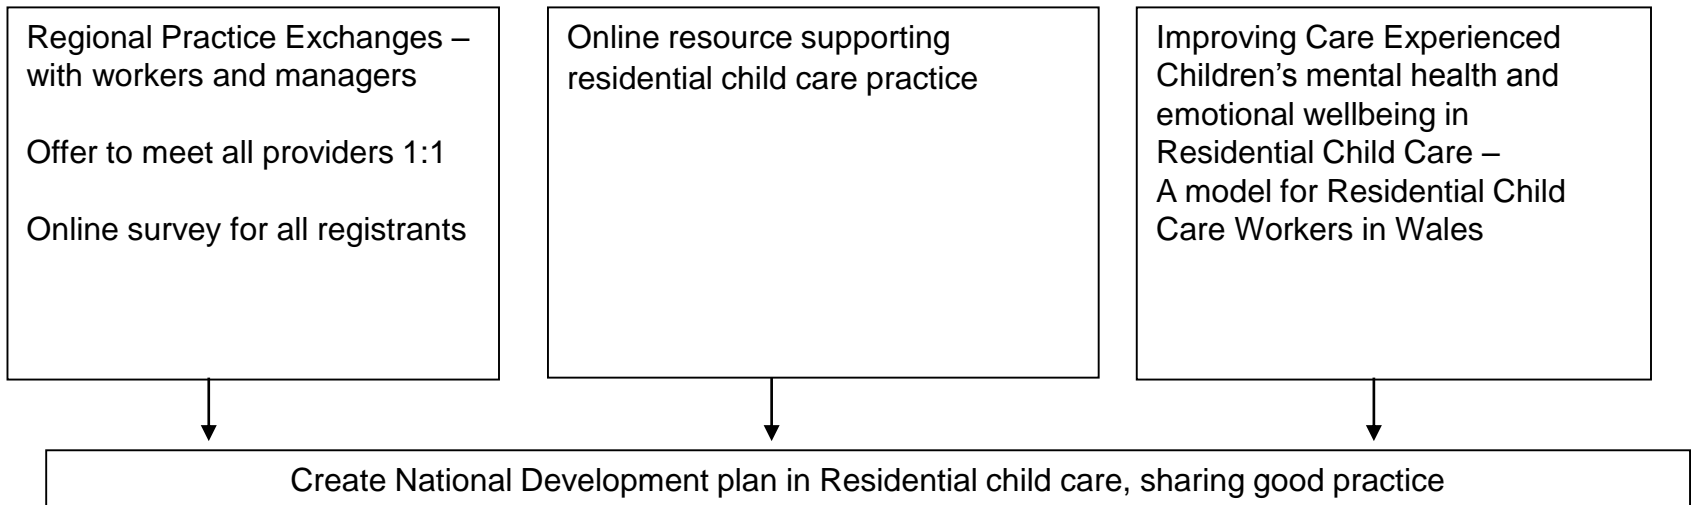 Regional Practice Exchanges –
with workers and managers
Offer to meet all providers 1:1
Online survey for all registrants
Online resource supporting
residential child care practice
Improving Care Experienced
Children’s mental health and
emotional wellbeing in
Residential Child Care –
A model for Residential Child
Care Workers in Wales
Create National Development plan in Residential child care, sharing good practice